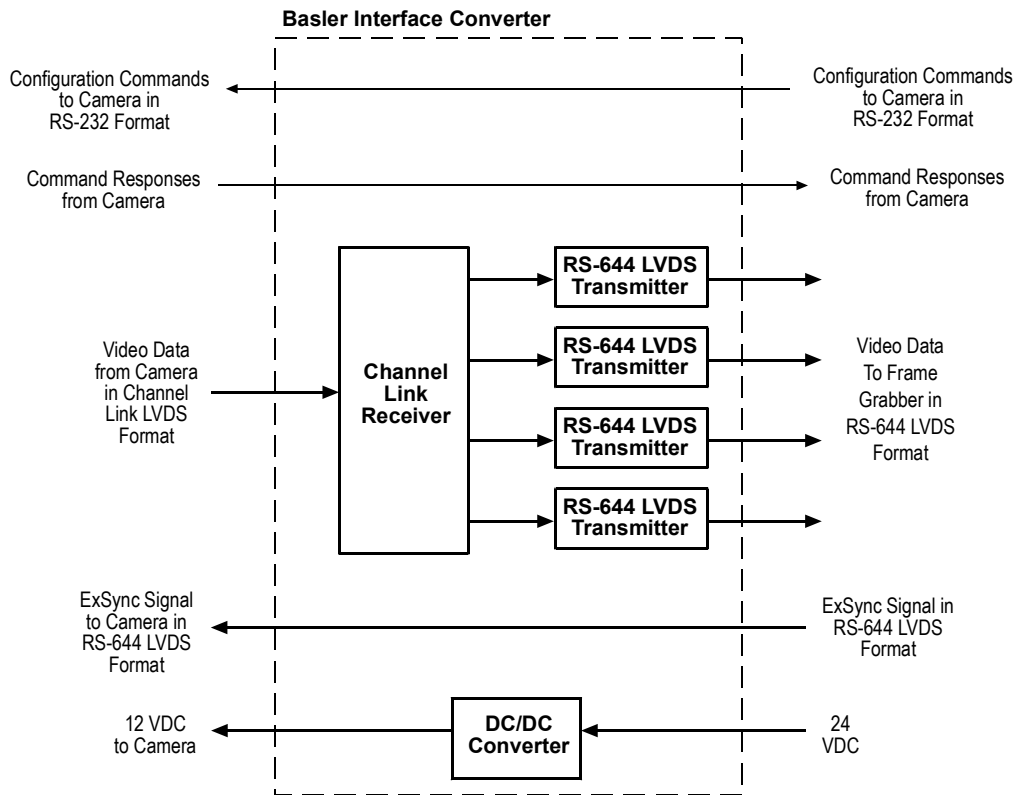 Basler Interface Converter
Configuration Commands
to Camera in
RS-232 Format
Configuration Commands
to Camera in
RS-232 Format
Command Responses
from Camera
Command Responses
from Camera
Video Data
from Camera
in Channel
Link LVDS
Format
Channel
Link
Receiver
RS-644 LVDS
Transmitter
RS-644 LVDS
Transmitter
RS-644 LVDS
Transmitter
RS-644 LVDS
Transmitter
Video Data
To Frame
Grabber in
RS-644 LVDS
Format
ExSync Signal
to Camera in
RS-644 LVDS
Format
ExSync Signal in
RS-644 LVDS
Format
12 VDC
to Camera
DC/DC
Converter
24
VDC